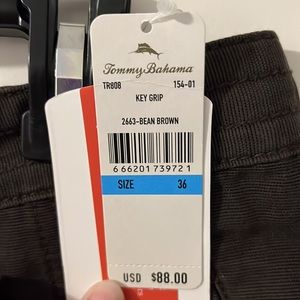 Tommy Bahama
TR808 154-01
KEY GRIP
2663-BEAN BROWN
6 66201 73972 1
SIZE 36
USD $88.00